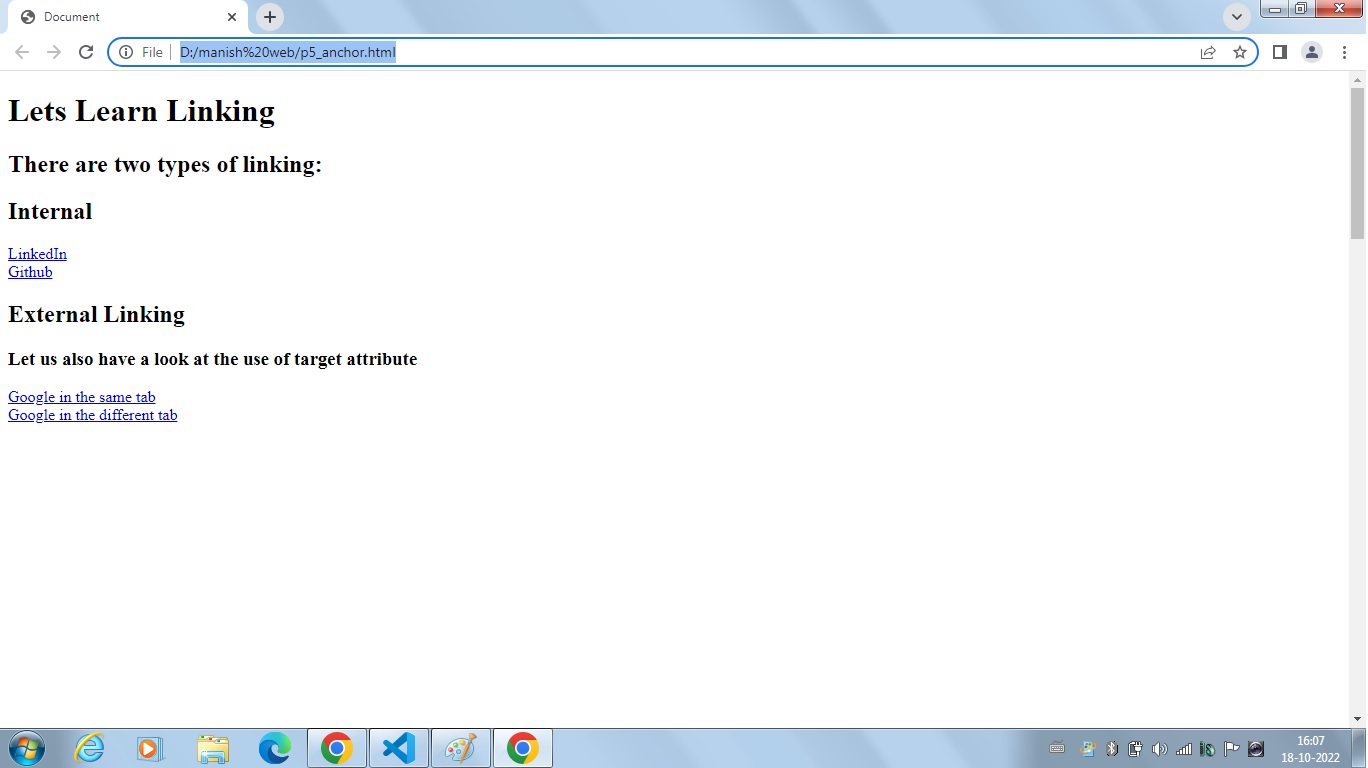 Document
File
D:/manish%20web/p5_anchor.html
Lets Learn Linking
There are two types of linking:
Internal
LinkedIn
Github
External Linking
Let us also have a look at the use of target attribute
Google in the same tab
Google in the different tab
16:07
18-10-2022